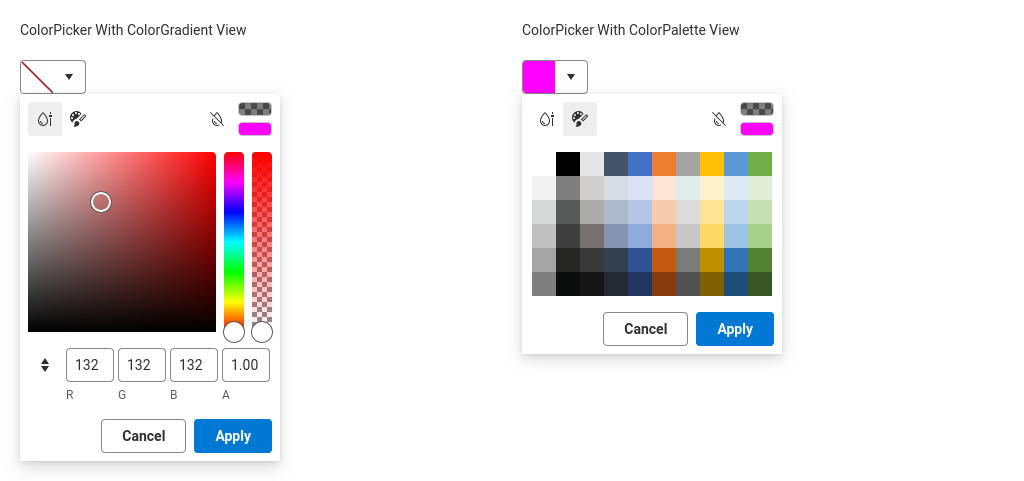 ColorPicker With ColorGradient View
132 132 132 1.00
R G B A
Cancel Apply
ColorPicker With ColorPalette View
Cancel Apply